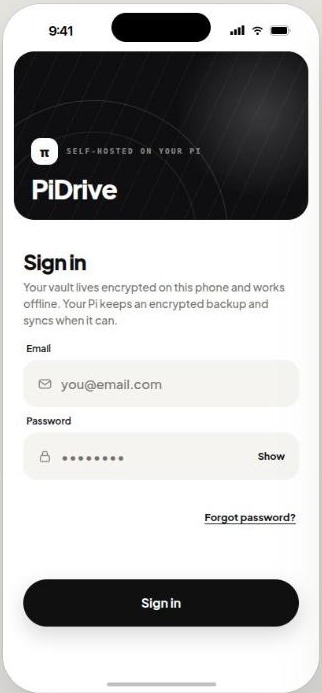 9:41
π SELF-HOSTED ON YOUR PI
PiDrive
Sign in
Your vault lives encrypted on this phone and works
offline. Your Pi keeps an encrypted backup and
syncs when it can.
Email
you@email.com
Password
••••••••
Show
Forgot password?
Sign in